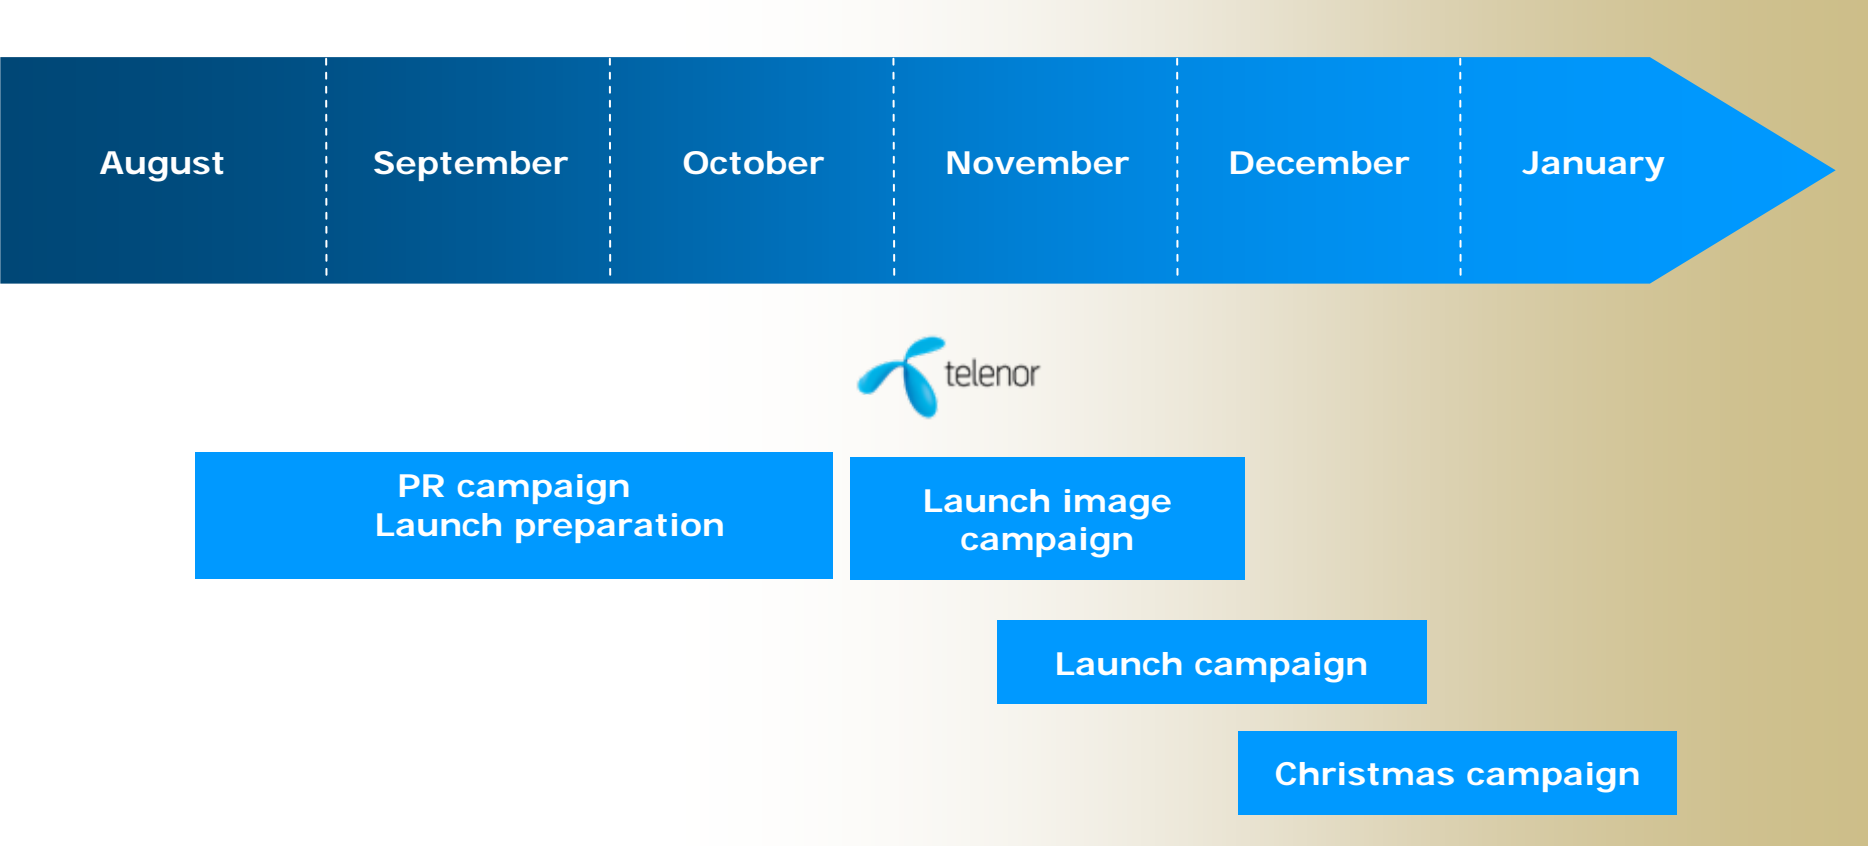 August
September
October
November
December
January
telenor
PR campaign
Launch preparation
Launch image
campaign
Launch campaign
Christmas campaign